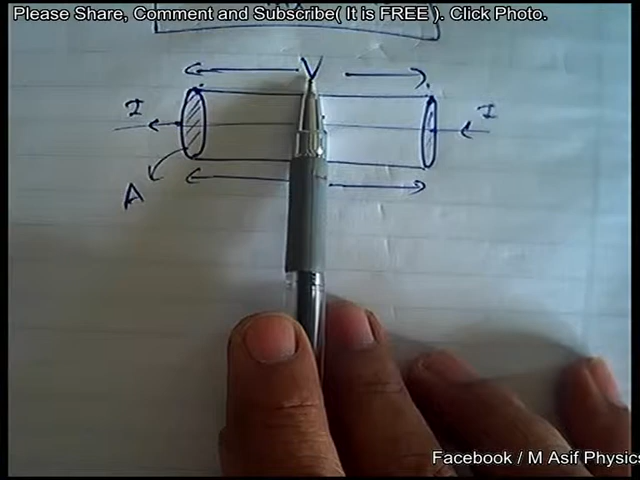 Please Share, Comment and Subscribe( It is FREE ). Click Photo.
V
I
I
A
Facebook / M Asif Physics